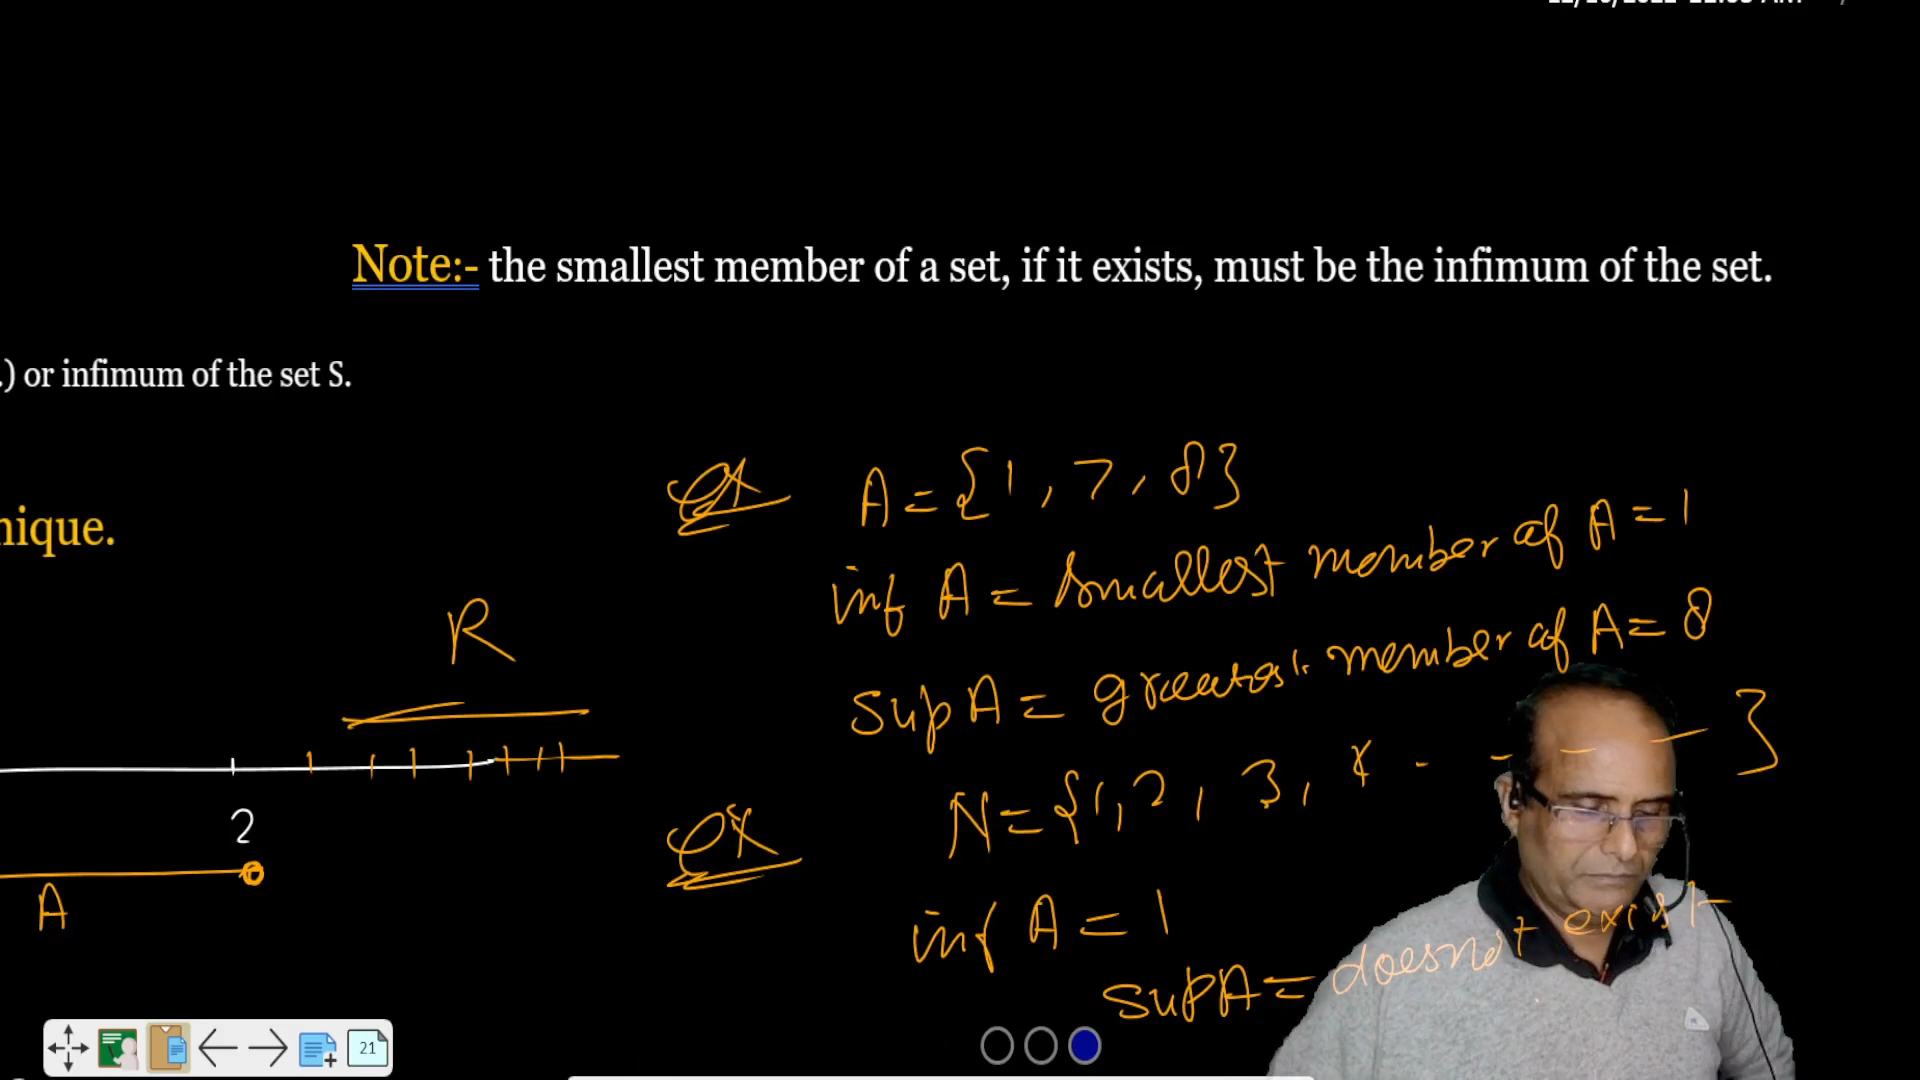 Note:- the smallest member of a set, if it exists, must be the infimum of the set.
.) or infimum of the set S.
nique.
R
2
A
ex A = {1, 7, 8}
inf A = smallest member of A = 1
sup A = greatest member of A = 8
ex N = {1, 2, 3, - - - - }
inf A = 1
sup A = does not exist
21